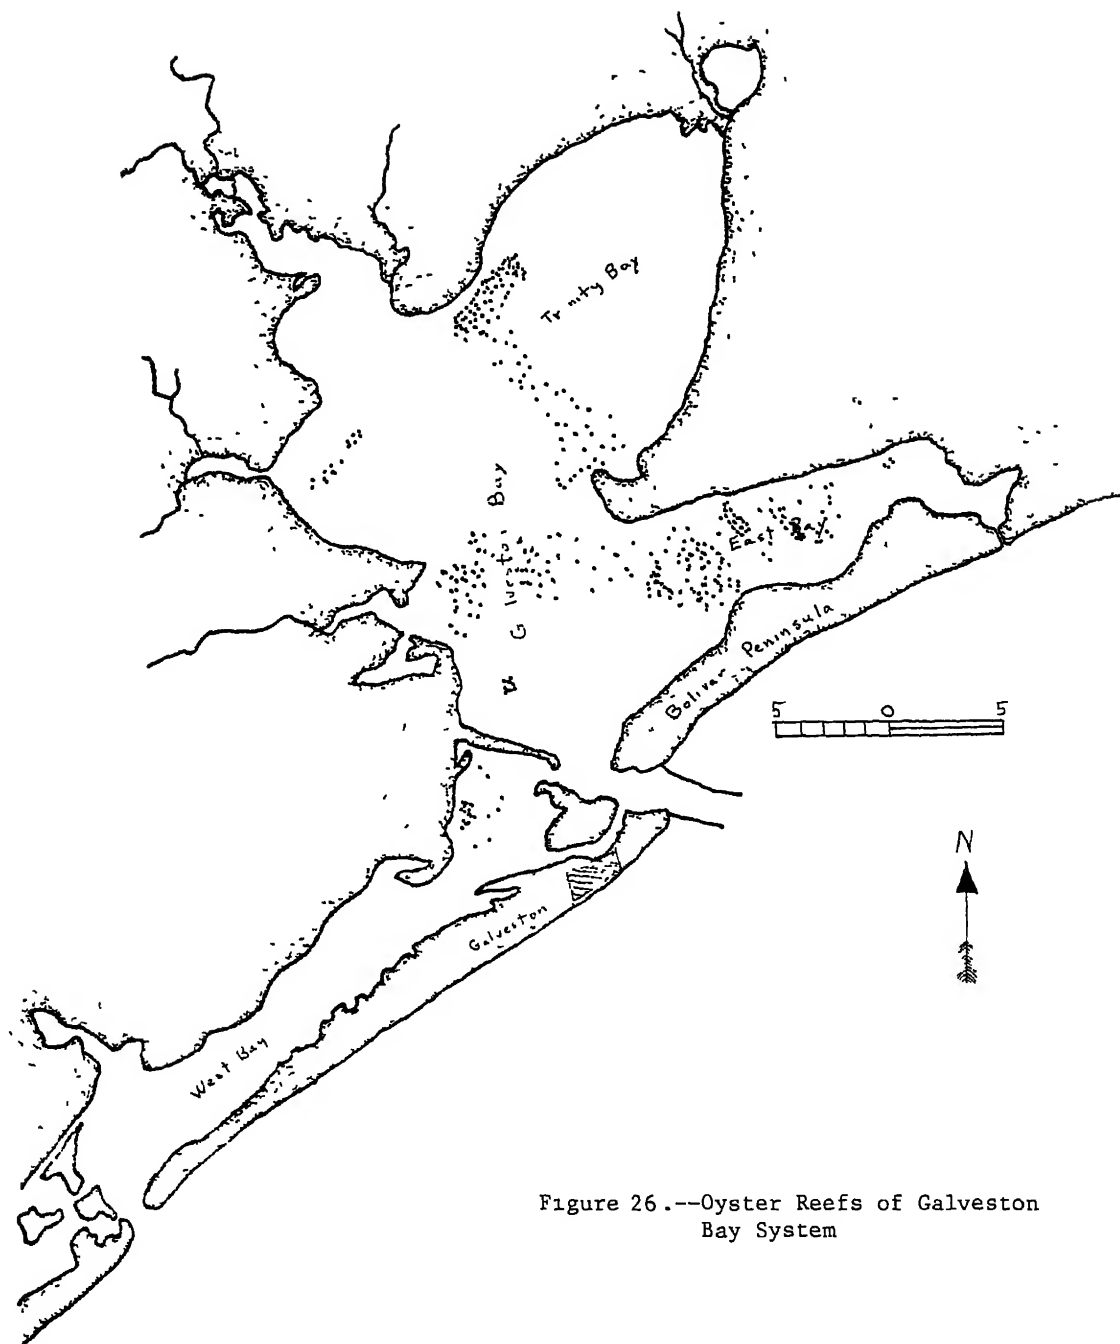 Trinity Bay
Bay
East Bay
Bolivar Peninsula
5 0 5
N
Galveston
West Bay
Figure 26.--Oyster Reefs of Galveston
Bay System